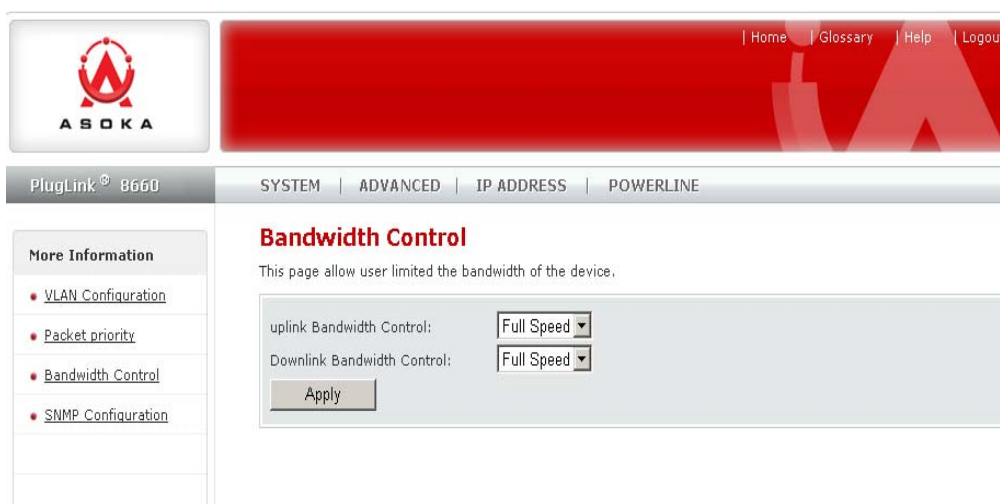 | Home | Glossary | Help | Logou
ASOKA
PlugLink ® 8660
SYSTEM | ADVANCED | IP ADDRESS | POWERLINE
More Information
VLAN Configuration
Packet priority
Bandwidth Control
SNMP Configuration
Bandwidth Control
This page allow user limited the bandwidth of the device.
uplink Bandwidth Control: Full Speed
Downlink Bandwidth Control: Full Speed
Apply